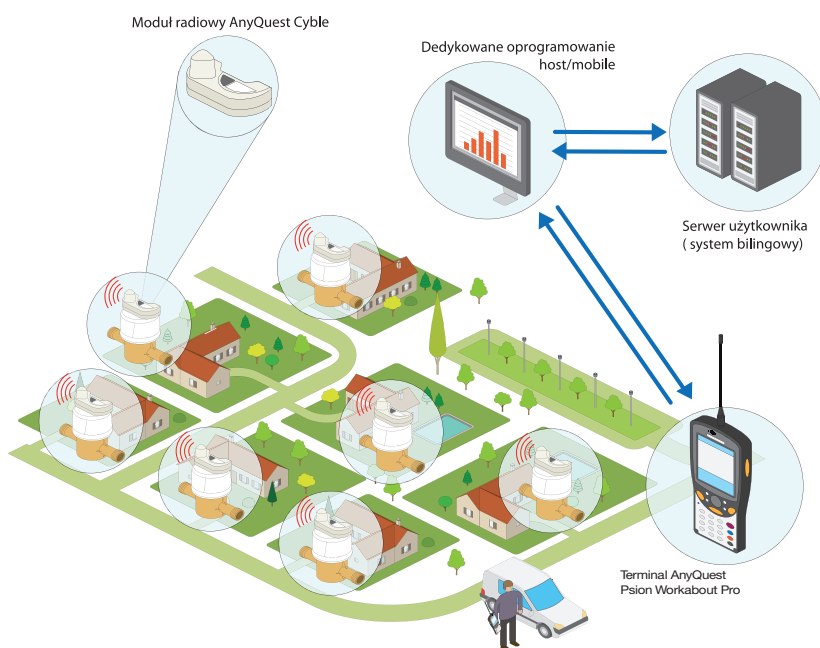 Moduł radiowy AnyQuest Cyble
Dedykowane oprogramowanie
host/mobile
Serwer użytkownika
( system bilingowy)
Terminal AnyQuest
Psion Workabout Pro